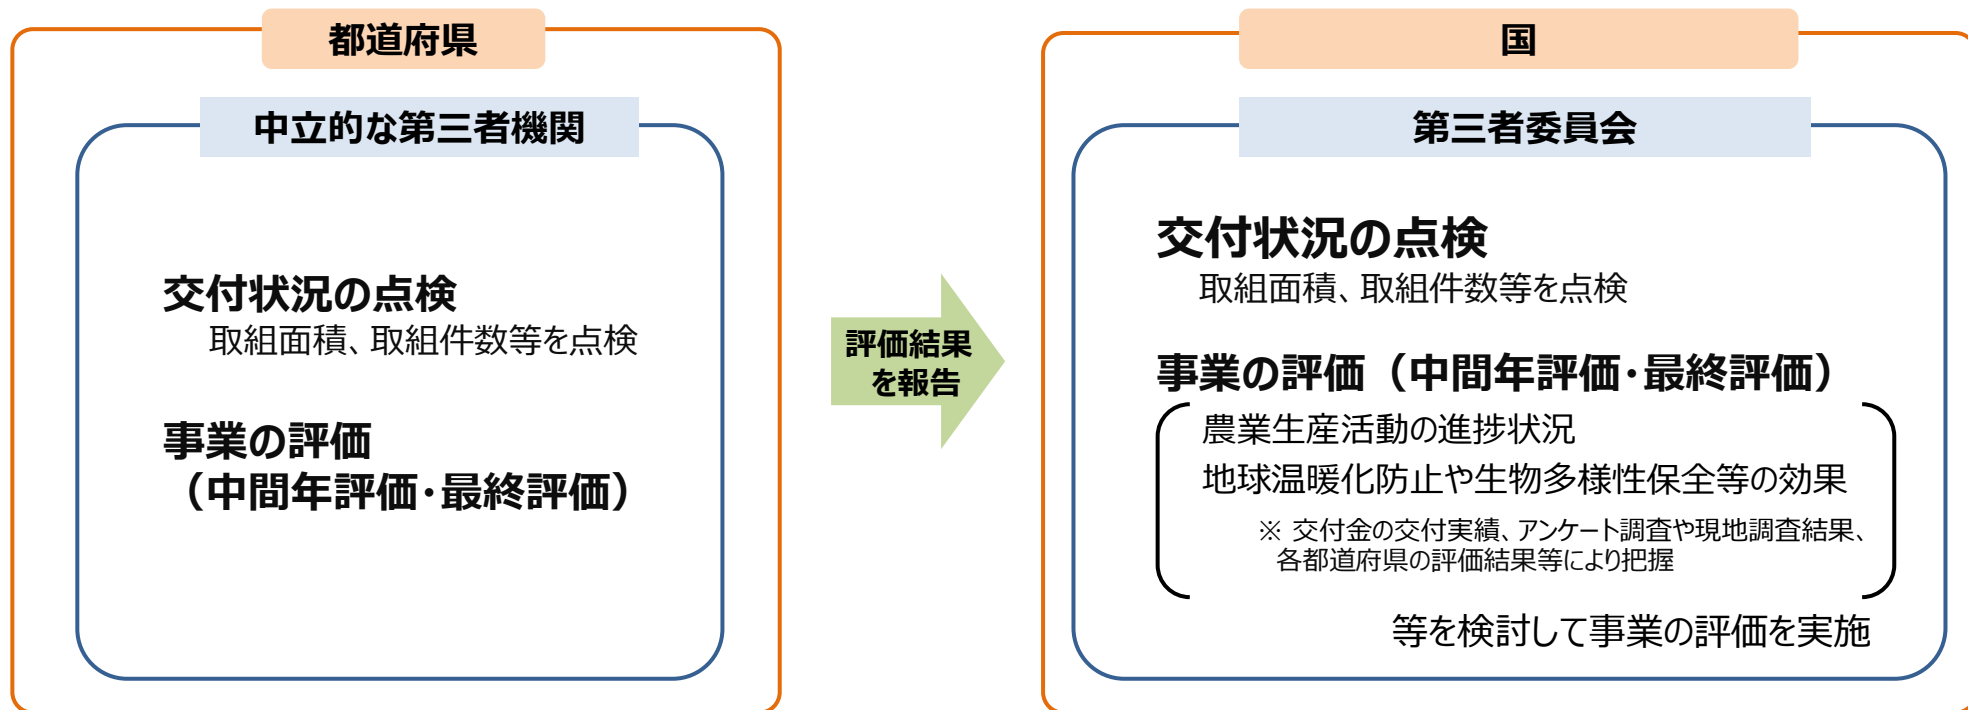 都道府県
中立的な第三者機関
交付状況の点検
取組面積、取組件数等を点検
事業の評価
（中間年評価・最終評価）
評価結果
を報告
国
第三者委員会
交付状況の点検
取組面積、取組件数等を点検
事業の評価（中間年評価・最終評価）
農業生産活動の進捗状況
地球温暖化防止や生物多様性保全等の効果
※ 交付金の交付実績、アンケート調査や現地調査結果、
各都道府県の評価結果等により把握
等を検討して事業の評価を実施